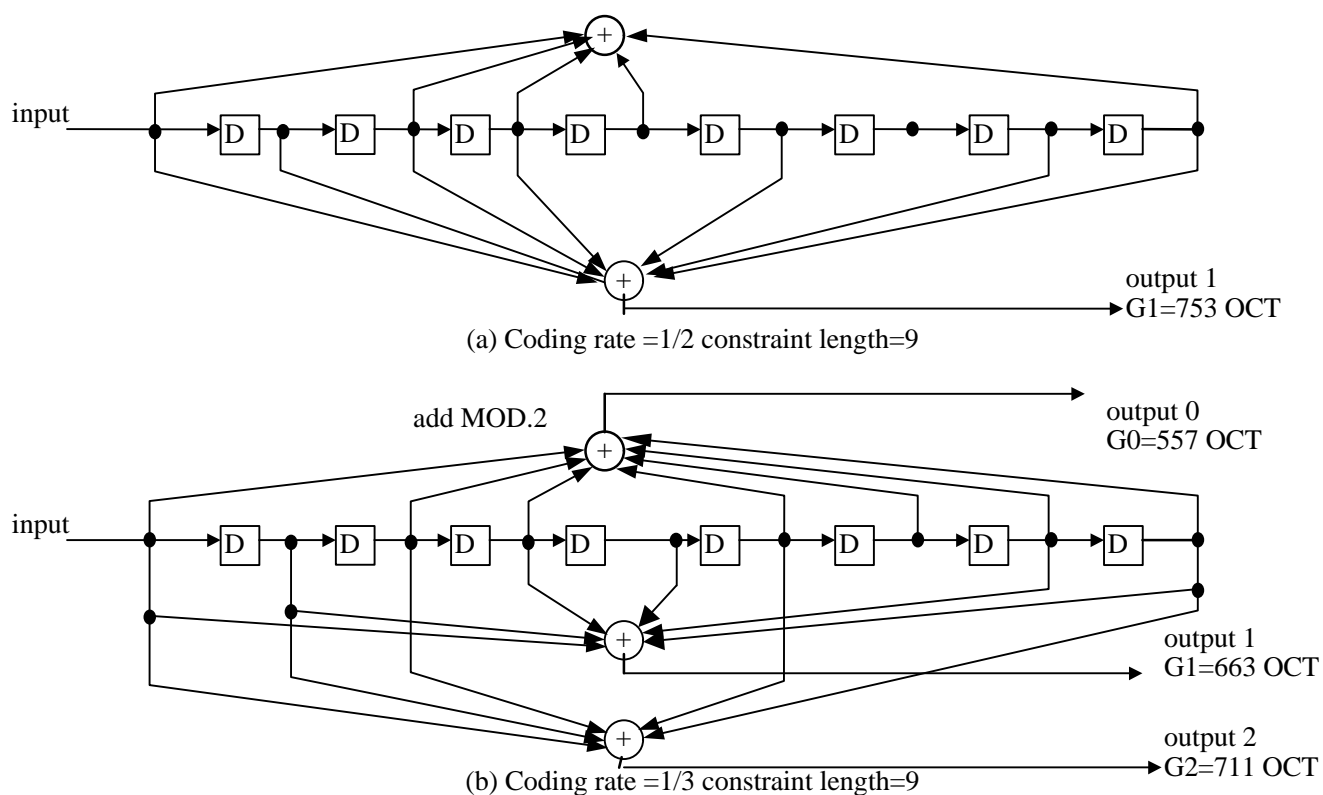 +
input
D D D D D D D D
+
output 1
G1=753 OCT
(a) Coding rate =1/2 constraint length=9
add MOD.2
output 0
G0=557 OCT
+
input
D D D D D D D D
+
output 1
G1=663 OCT
+
output 2
G2=711 OCT
(b) Coding rate =1/3 constraint length=9